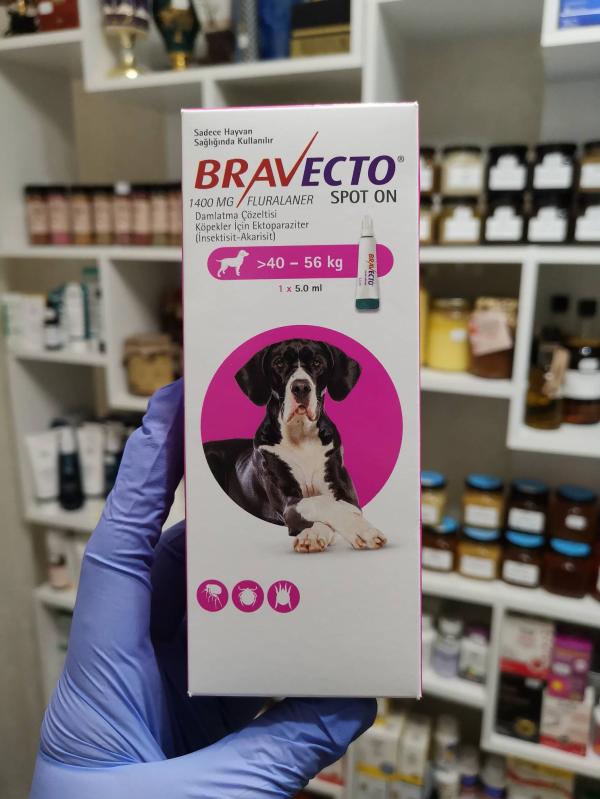 Sadece Hayvan
Sağlığında Kullanılır
BRAVECTO®
1400 MG FLURALANER SPOT ON
Damlatma Çözeltisi
Köpekler İçin Ektoparaziter
(İnsektisit-Akarisit)
>40 – 56 kg
1 x 5.0 ml
BRAVECTO